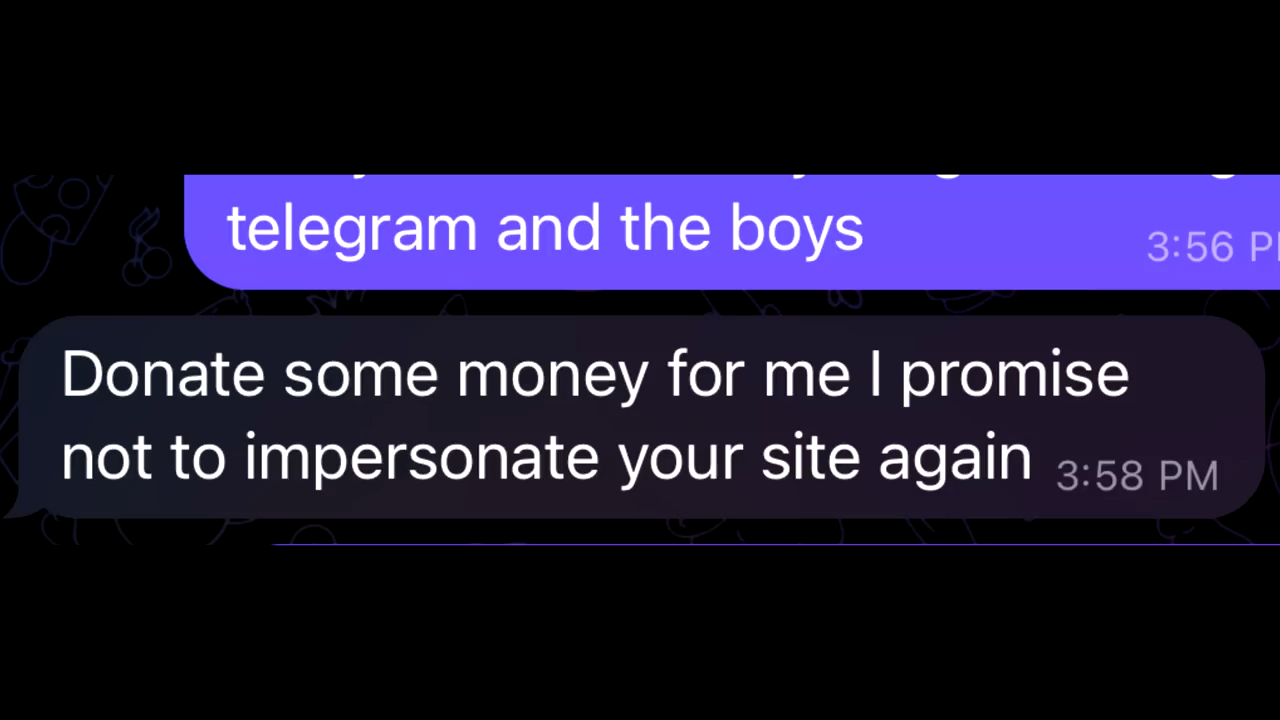 telegram and the boys
3:56
Donate some money for me I promise
not to impersonate your site again
3:58 PM